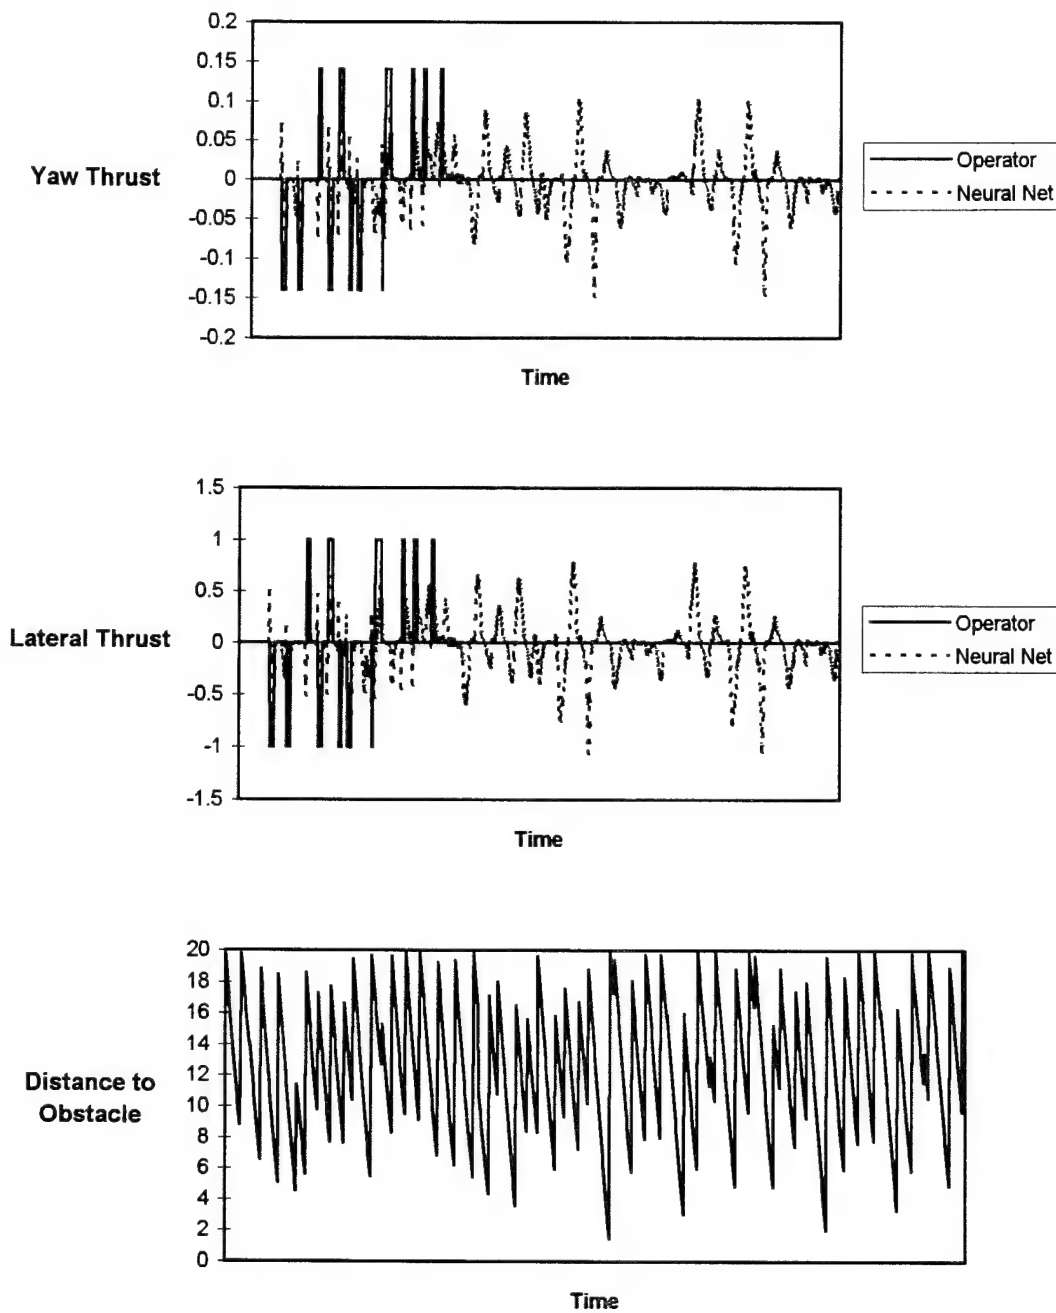 0.2
0.15
0.1
0.05
0
-0.05
-0.1
-0.15
-0.2
Yaw Thrust
Time
Operator
Neural Net
1.5
1
0.5
0
-0.5
-1
-1.5
Lateral Thrust
Time
Operator
Neural Net
20
18
16
14
12
10
8
6
4
2
0
Distance to
Obstacle
Time